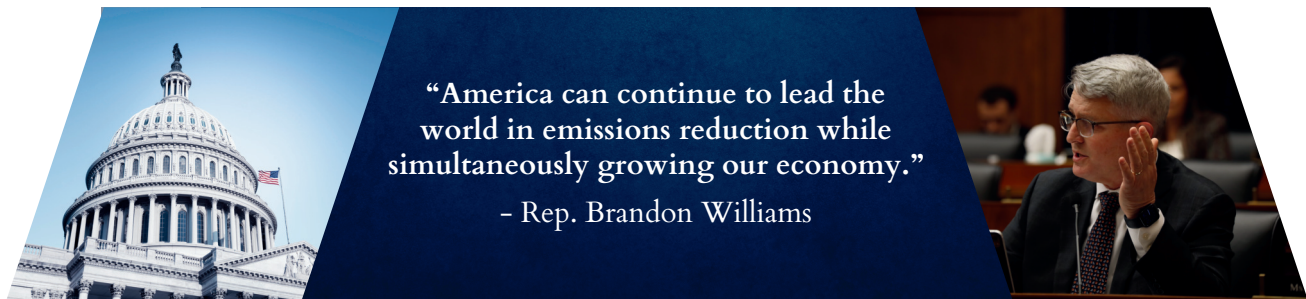 “America can continue to lead the
world in emissions reduction while
simultaneously growing our economy.”
- Rep. Brandon Williams